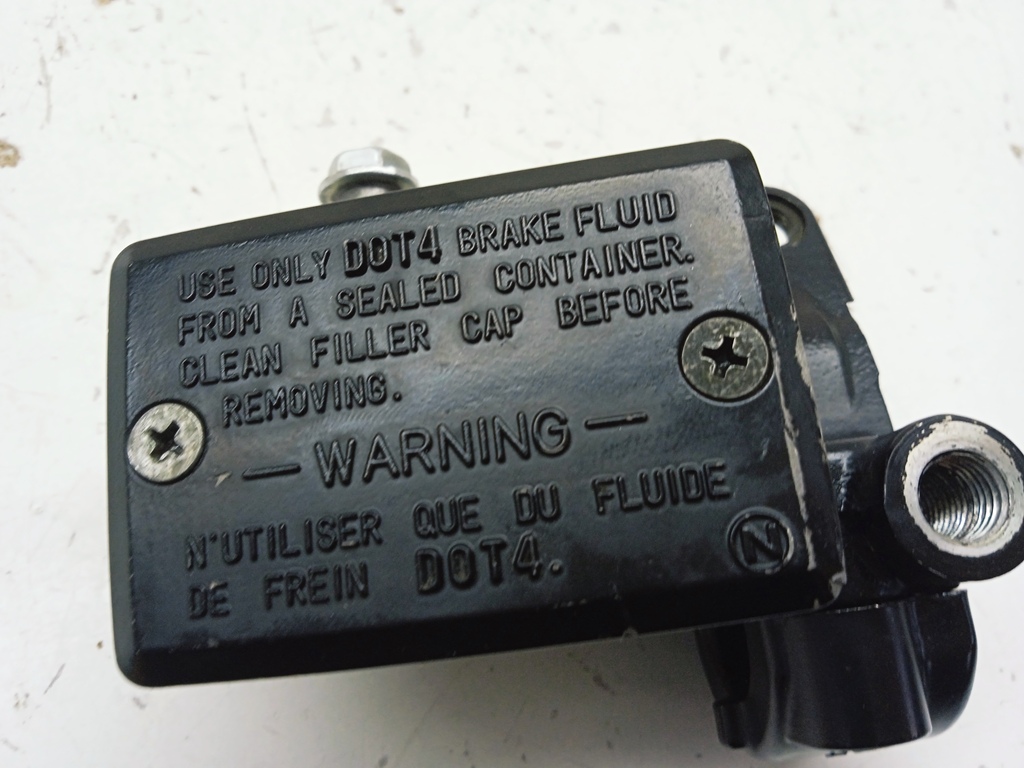 USE ONLY DOT4 BRAKE FLUID
FROM A SEALED CONTAINER.
CLEAN FILLER CAP BEFORE
REMOVING.
— WARNING —
N'UTILISER QUE DU FLUIDE
DE FREIN DOT4.
N